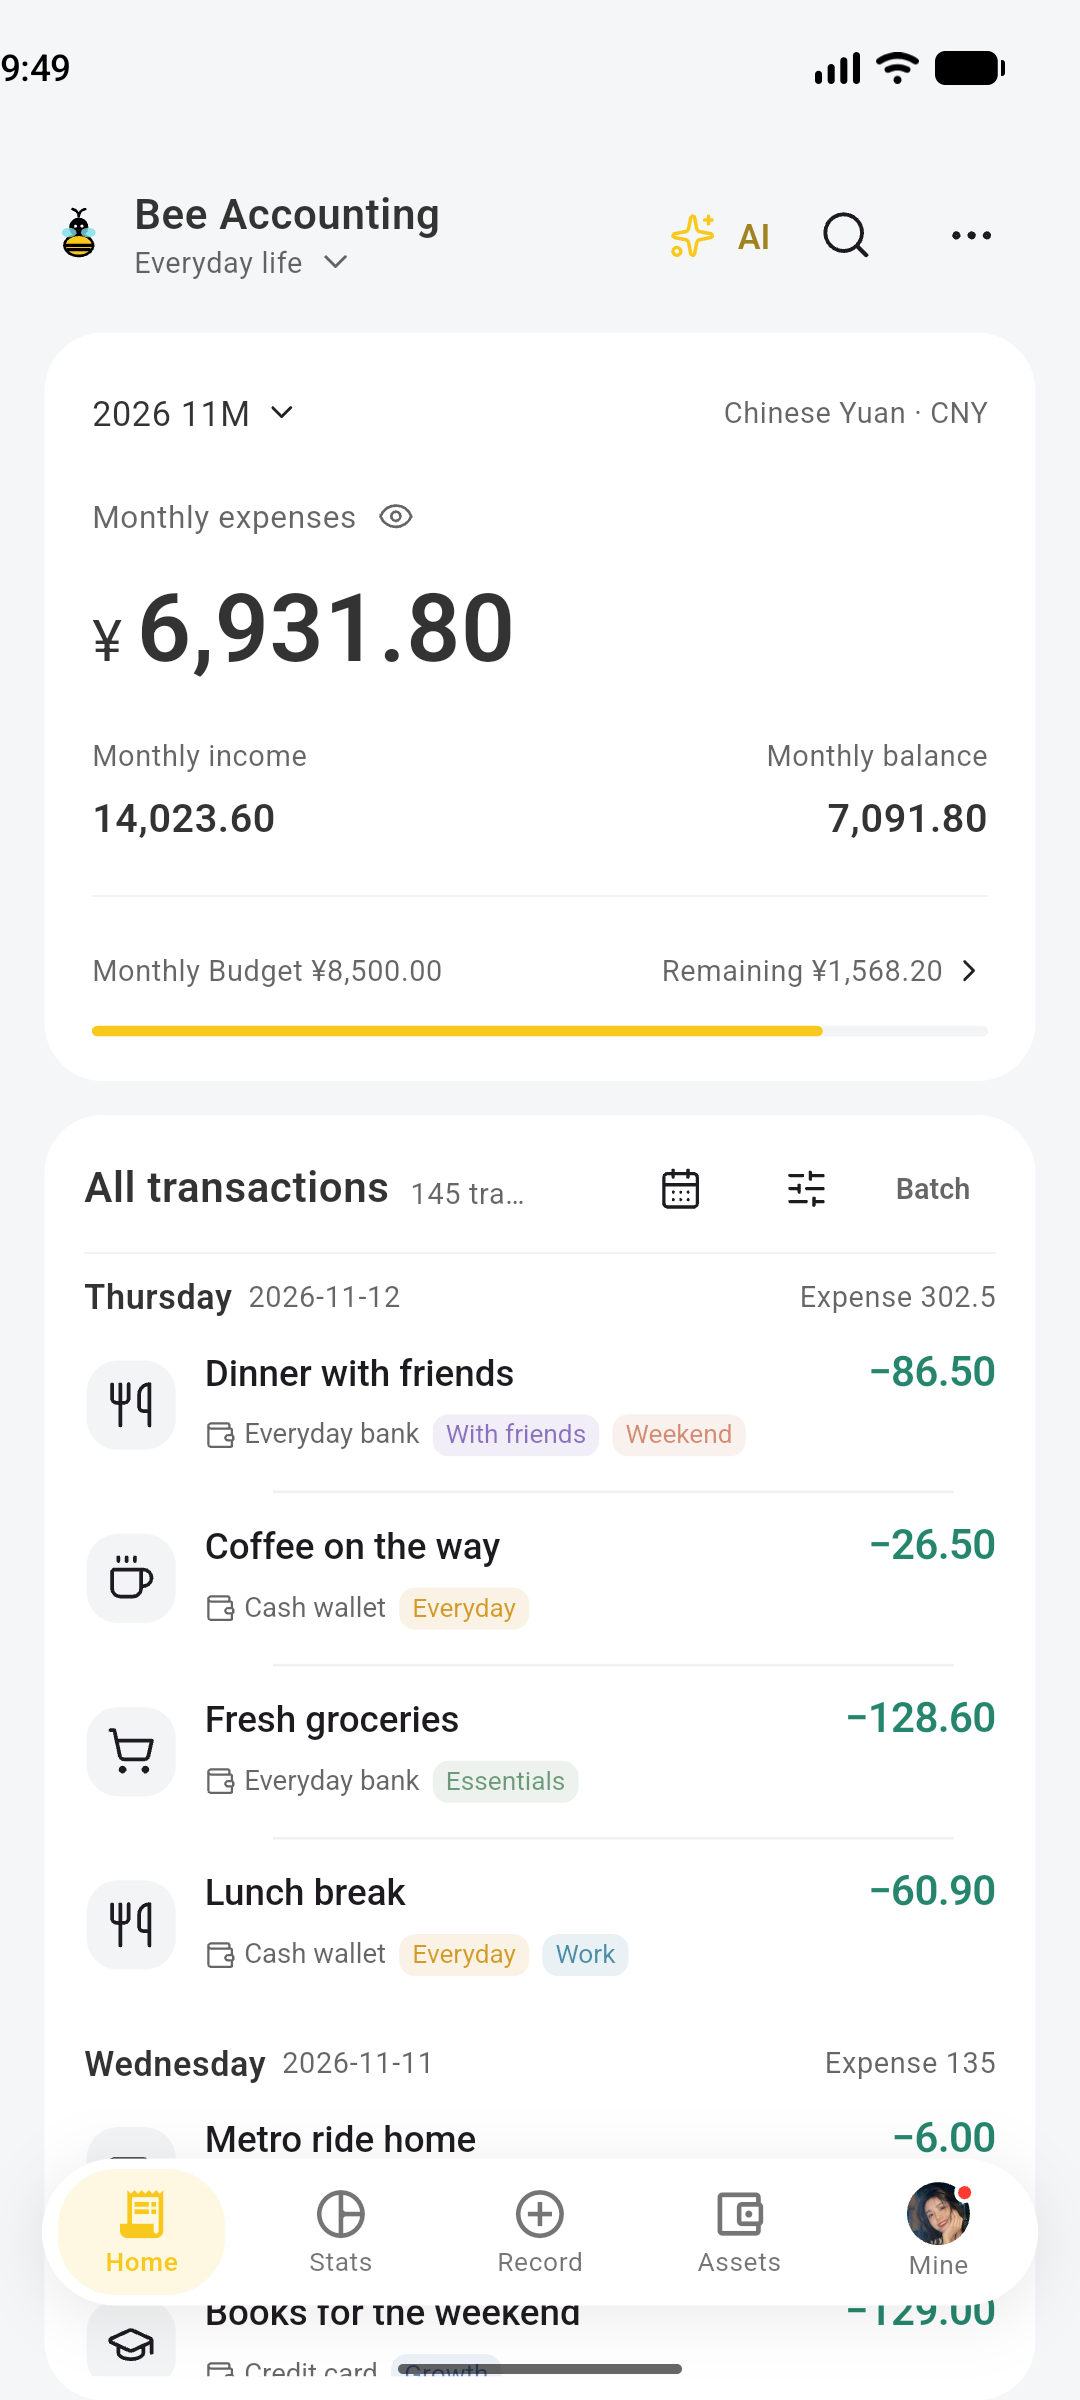 9:49
Bee Accounting
Everyday life
AI
2026 11M
Chinese Yuan · CNY
Monthly expenses
¥ 6,931.80
Monthly income
Monthly balance
14,023.60
7,091.80
Monthly Budget ¥8,500.00
Remaining ¥1,568.20
All transactions 145 tra...
Batch
Thursday 2026-11-12
Expense 302.5
Dinner with friends
−86.50
Everyday bank With friends Weekend
Coffee on the way
−26.50
Cash wallet Everyday
Fresh groceries
−128.60
Everyday bank Essentials
Lunch break
−60.90
Cash wallet Everyday Work
Wednesday 2026-11-11
Expense 135
Metro ride home
−6.00
Home
Stats
Record
Assets
Mine
Books for the weekend
−129.00
Credit card Growth